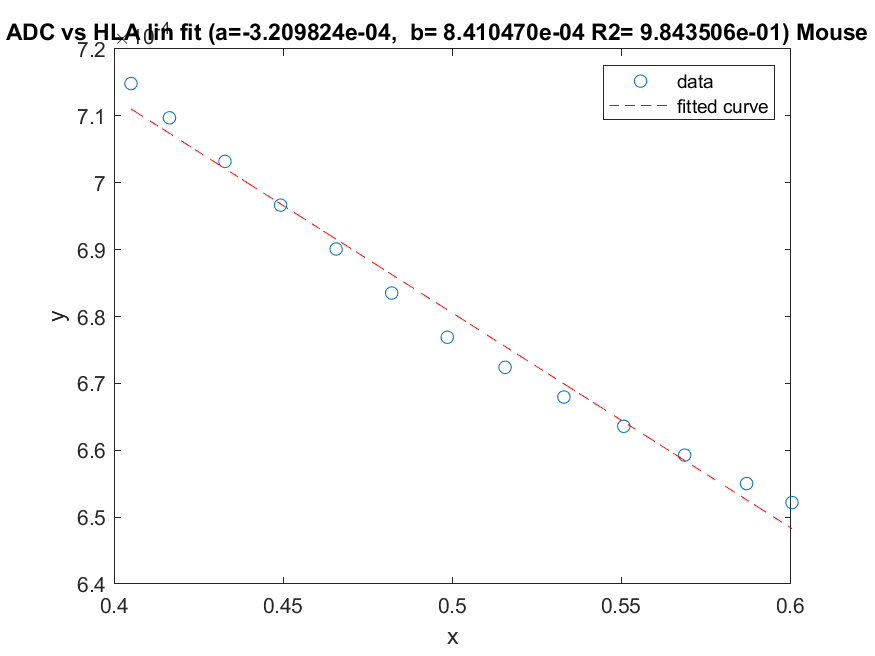 ADC vs HLA lin fit (a=-3.209824e-04, b= 8.410470e-04 R2= 9.843506e-01) Mouse
×10⁻⁴
7.2
data
fitted curve
7.1
7
6.9
6.8
y
6.7
6.6
6.5
6.4
0.4 0.45 0.5 0.55 0.6
x